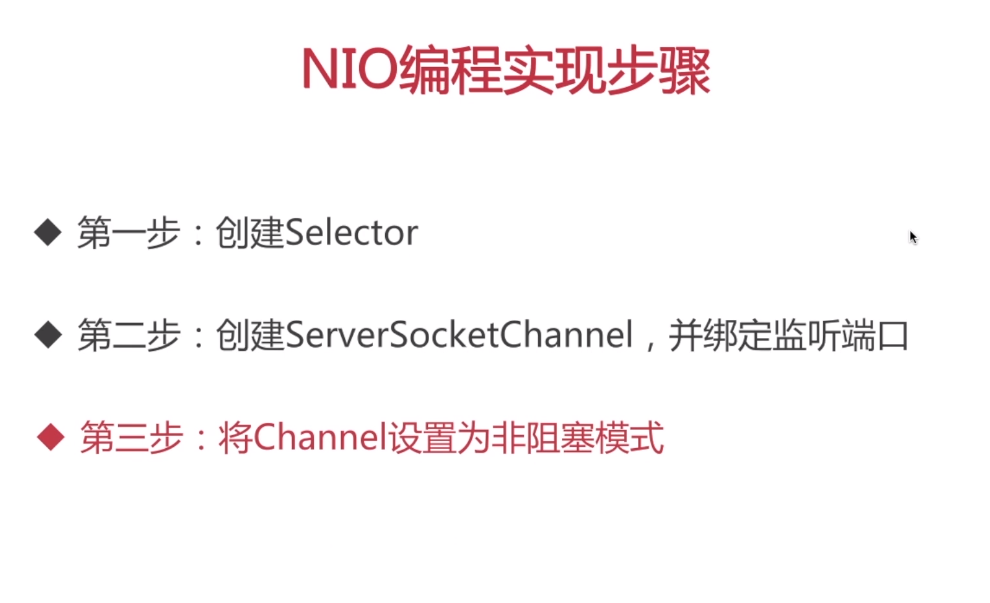 NIO编程实现步骤
第一步：创建Selector
第二步：创建ServerSocketChannel，并绑定监听端口
第三步：将Channel设置为非阻塞模式